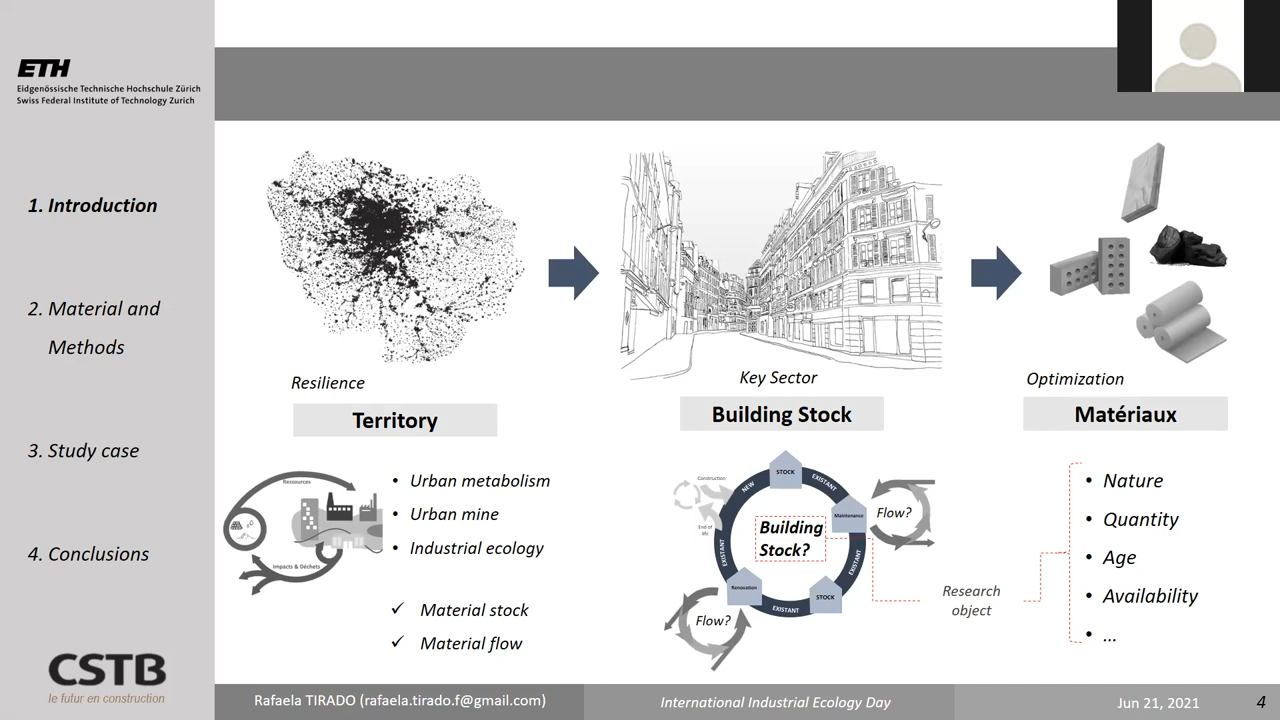 ETH
Eidgenössische Technische Hochschule Zürich
Swiss Federal Institute of Technology Zurich
1. Introduction
2. Material and
Methods
3. Study case
4. Conclusions
CSTB
le futur en construction
Resilience
Territory
Key Sector
Building Stock
Optimization
Matériaux
Ressources
Impacts & Déchets
• Urban metabolism
• Urban mine
• Industrial ecology
✓ Material stock
✓ Material flow
Construction
End of
life
NEW
STOCK
EXISTANT
Maintenance
EXISTANT
STOCK
EXISTANT
Renovation
EXISTANT
Building
Stock?
Flow?
Flow?
Research
object
• Nature
• Quantity
• Age
• Availability
• ...
Rafaela TIRADO (rafaela.tirado.f@gmail.com)
International Industrial Ecology Day
Jun 21, 2021
4